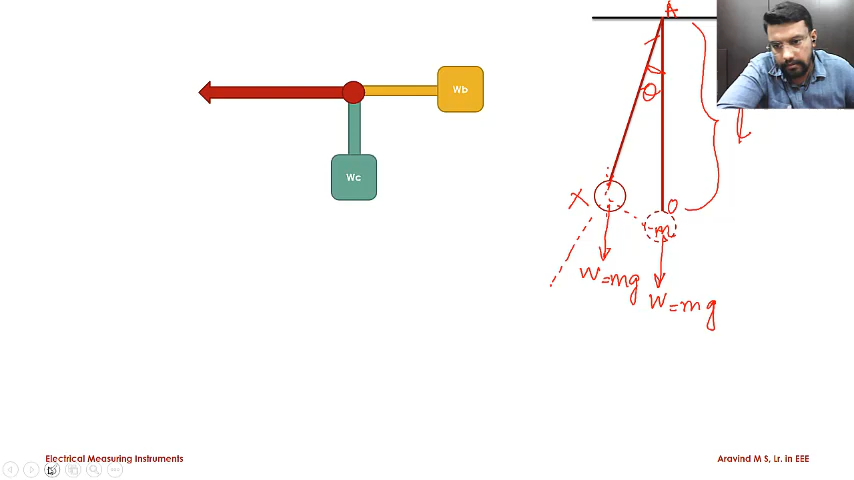 A
Wb
θ
l
Wc
X
O
m
W=mg
W=mg
Electrical Measuring Instruments
Aravind M S, Lr. in EEE